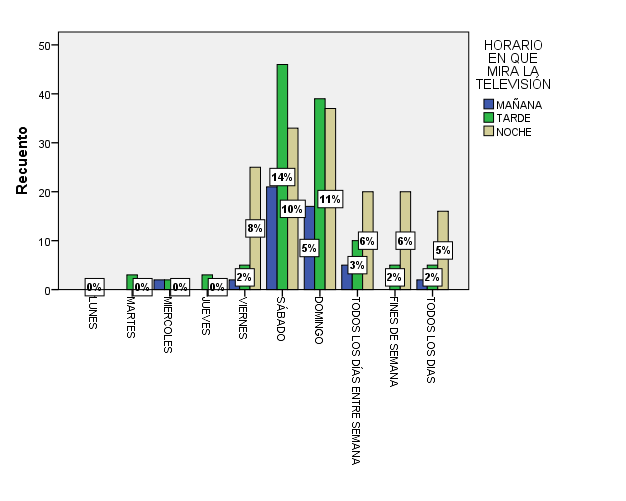 HORARIO
EN QUE
MIRA LA
TELEVISIÓN
MAÑANA
TARDE
NOCHE
Recuento
50
40
30
20
10
0
0%
0%
0%
0%
2%
8%
14%
10%
5%
11%
3%
6%
2%
6%
2%
5%
LUNES
MARTES
MIERCOLES
JUEVES
VIERNES
SÁBADO
DOMINGO
TODOS LOS DÍAS ENTRE SEMANA
FINES DE SEMANA
TODOS LOS DIAS